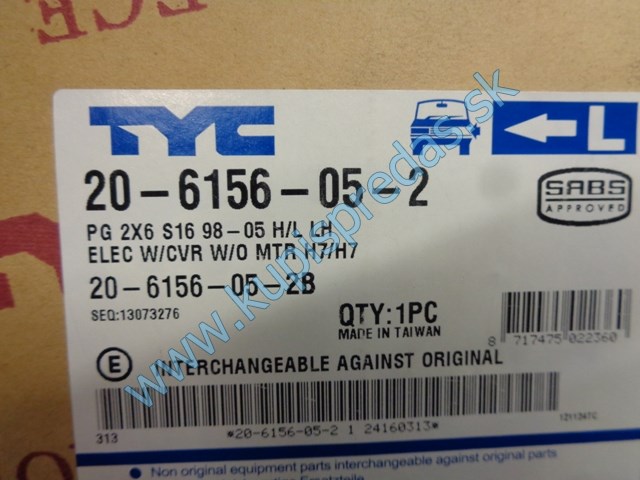 TYC
L
20-6156-05-2
SABS
APPROVED
PG 2X6 S16 98-05 H/L LH
ELEC W/CVR W/O MTR H7/H7
20-6156-05-2B
SEQ:13073276
QTY:1PC
MADE IN TAIWAN
8 717475 022360
E INTERCHANGEABLE AGAINST ORIGINAL
313
*20-6156-05-2 1 24160313*
Non original equipment parts interchangeable against original parts
www.kupispredas.sk